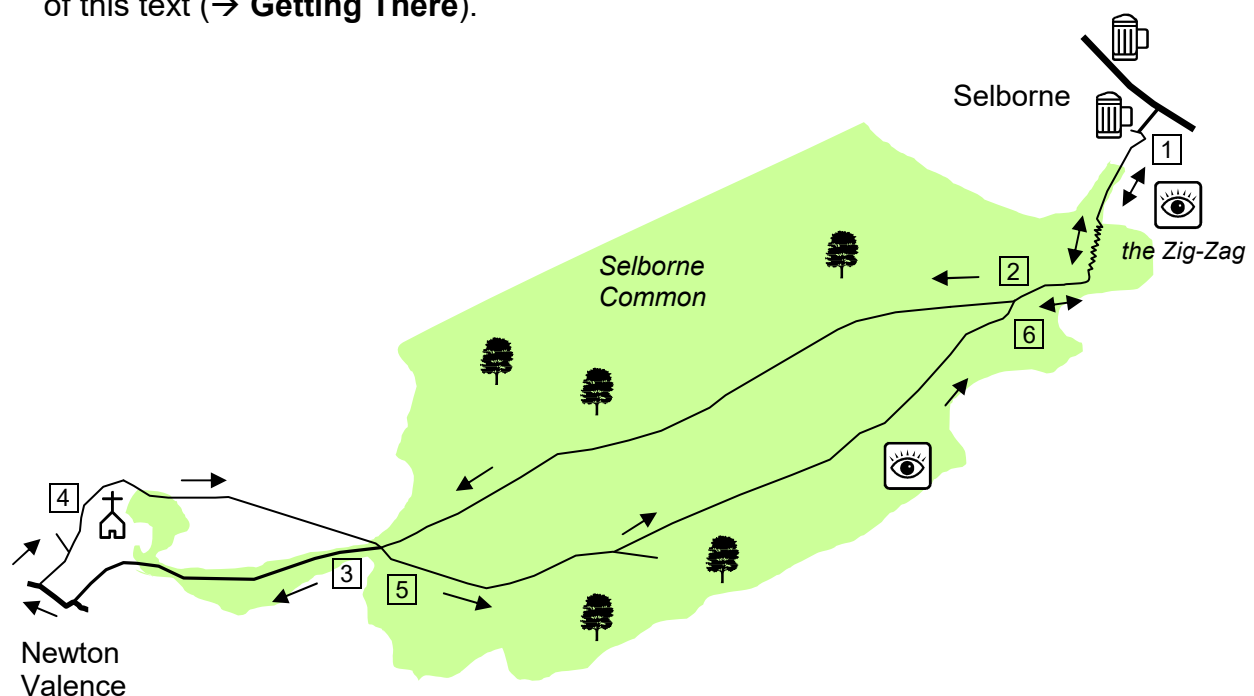 of this text (→ Getting There).
Selborne
1
the Zig-Zag
Selborne
Common
2
6
4
3
5
Newton
Valence